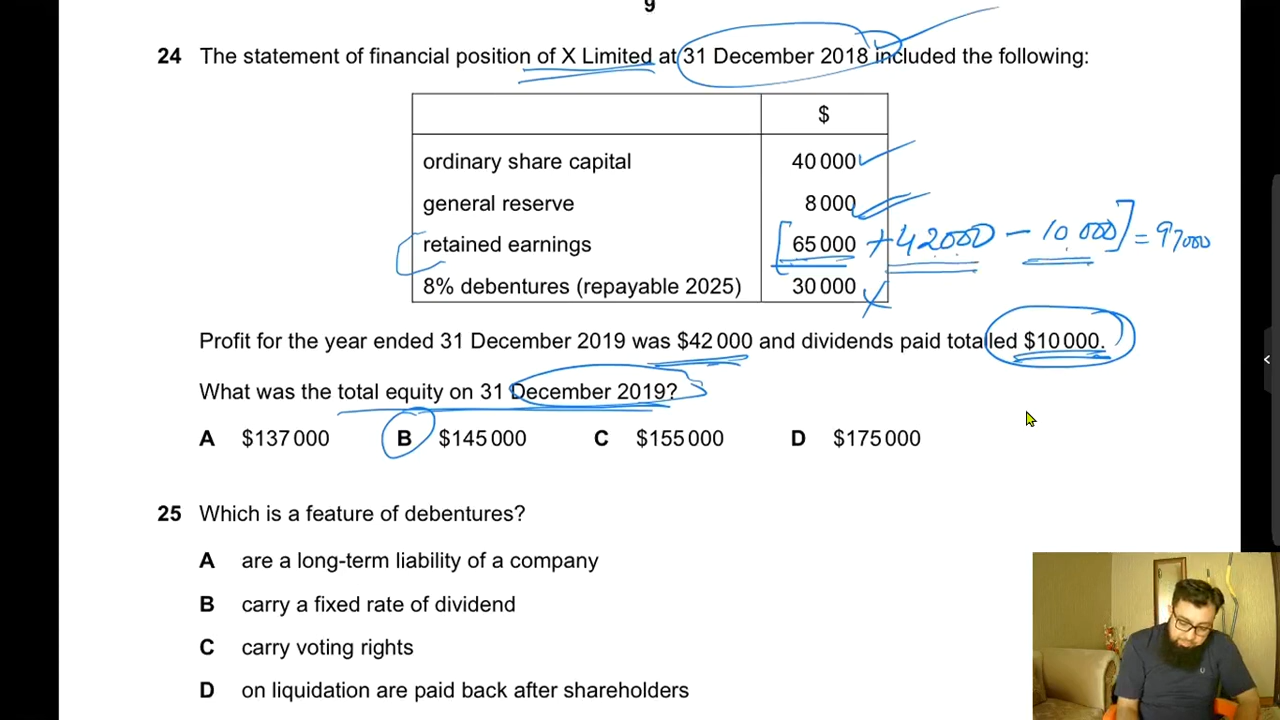 9
24 The statement of financial position of X Limited at 31 December 2018 included the following:
$
ordinary share capital 40 000
general reserve 8 000
retained earnings [65 000 + 42000 – 10 000] = 97000
8% debentures (repayable 2025) 30 000 x
Profit for the year ended 31 December 2019 was $42 000 and dividends paid totalled $10 000.
What was the total equity on 31 December 2019?
A $137 000 B $145 000 C $155 000 D $175 000
25 Which is a feature of debentures?
A are a long-term liability of a company
B carry a fixed rate of dividend
C carry voting rights
D on liquidation are paid back after shareholders